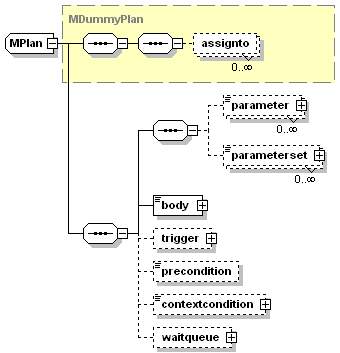 MDummyPlan
MPlan
assignto
0..∞
parameter
0..∞
parameterset
0..∞
body
trigger
precondition
contextcondition
waitqueue